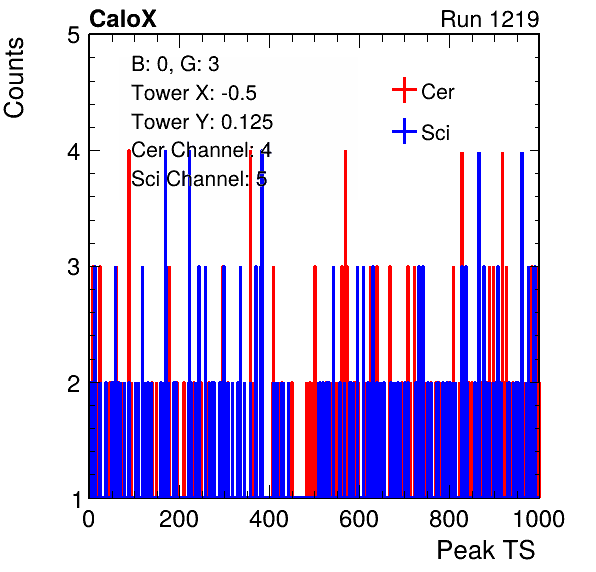 CaloX Run 1219
Counts
5
4
3
2
1
B: 0, G: 3
Tower X: -0.5
Tower Y: 0.125
Cer Channel: 4
Sci Channel: 5
Cer
Sci
0 200 400 600 800 1000
Peak TS